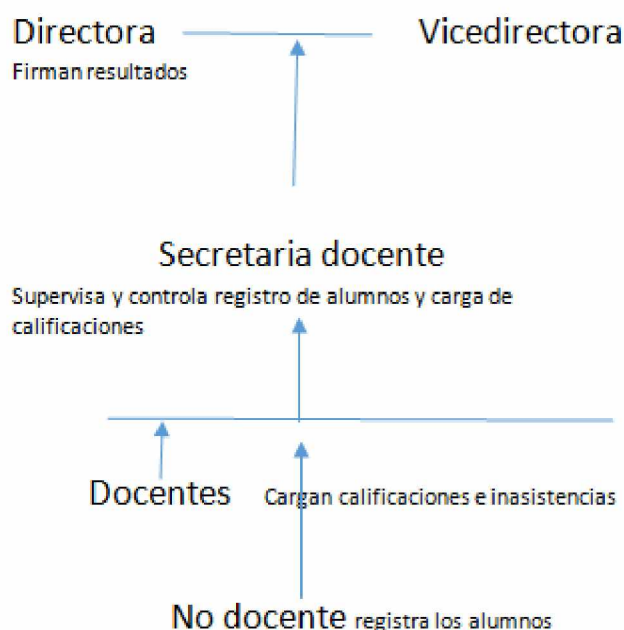 Directora Vicedirectora
Firman resultados
Secretaria docente
Supervisa y controla registro de alumnos y carga de
calificaciones
Docentes Cargan calificaciones e inasistencias
No docente registra los alumnos